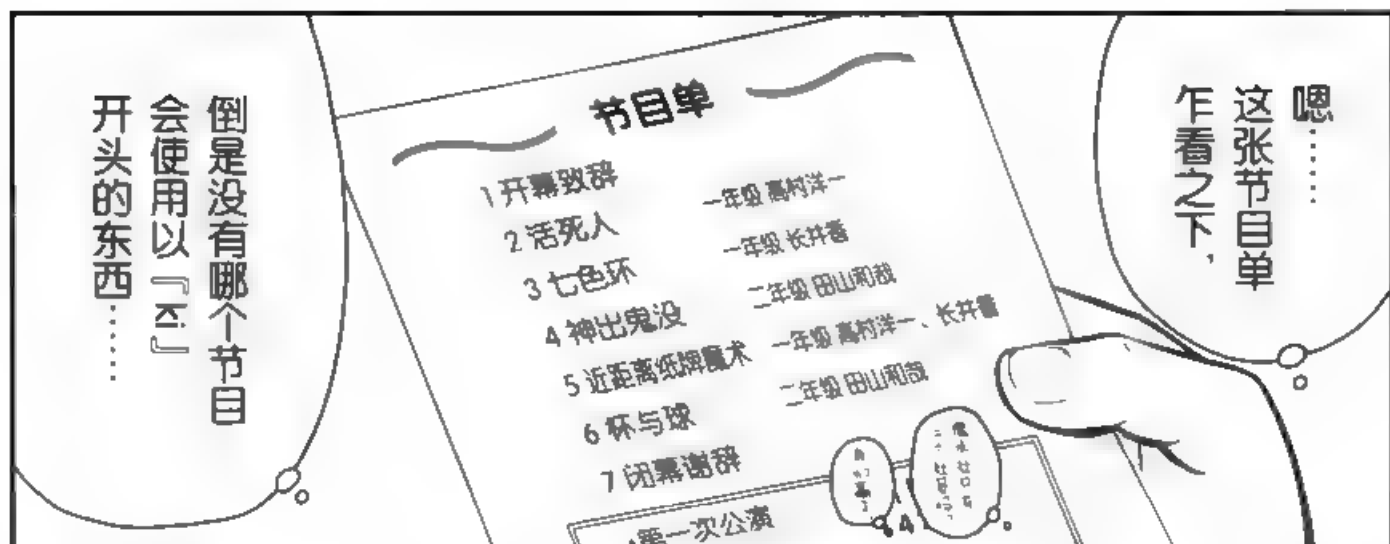 嗯……
这张节目单
乍看之下，
节目单
1 开幕致辞
2 活死人 一年级 高村洋一
3 七色环 一年级 长井蕾
4 神出鬼没 二年级 田山和哉
5 近距离纸牌魔术 一年级 高村洋一、长井蕾
6 杯与球 二年级 田山和哉
7 闭幕谢辞
第一次公演
倒是没有哪个节目
会使用以『Ki』
开头的东西……